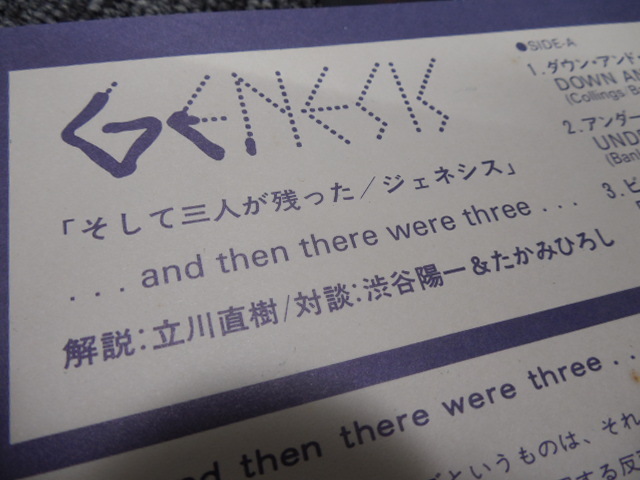 GENESIS
「そして三人が残った/ジェネシス」
...and then there were three...
解説:立川直樹/対談:渋谷陽一&たかみひろし
●SIDE-A
1.ダウン・アンド・
DOWN AN
(Collings Ba
2.アンダー
UND
(Ban
3.ビ
and then there were three..
というものは、それ
する反